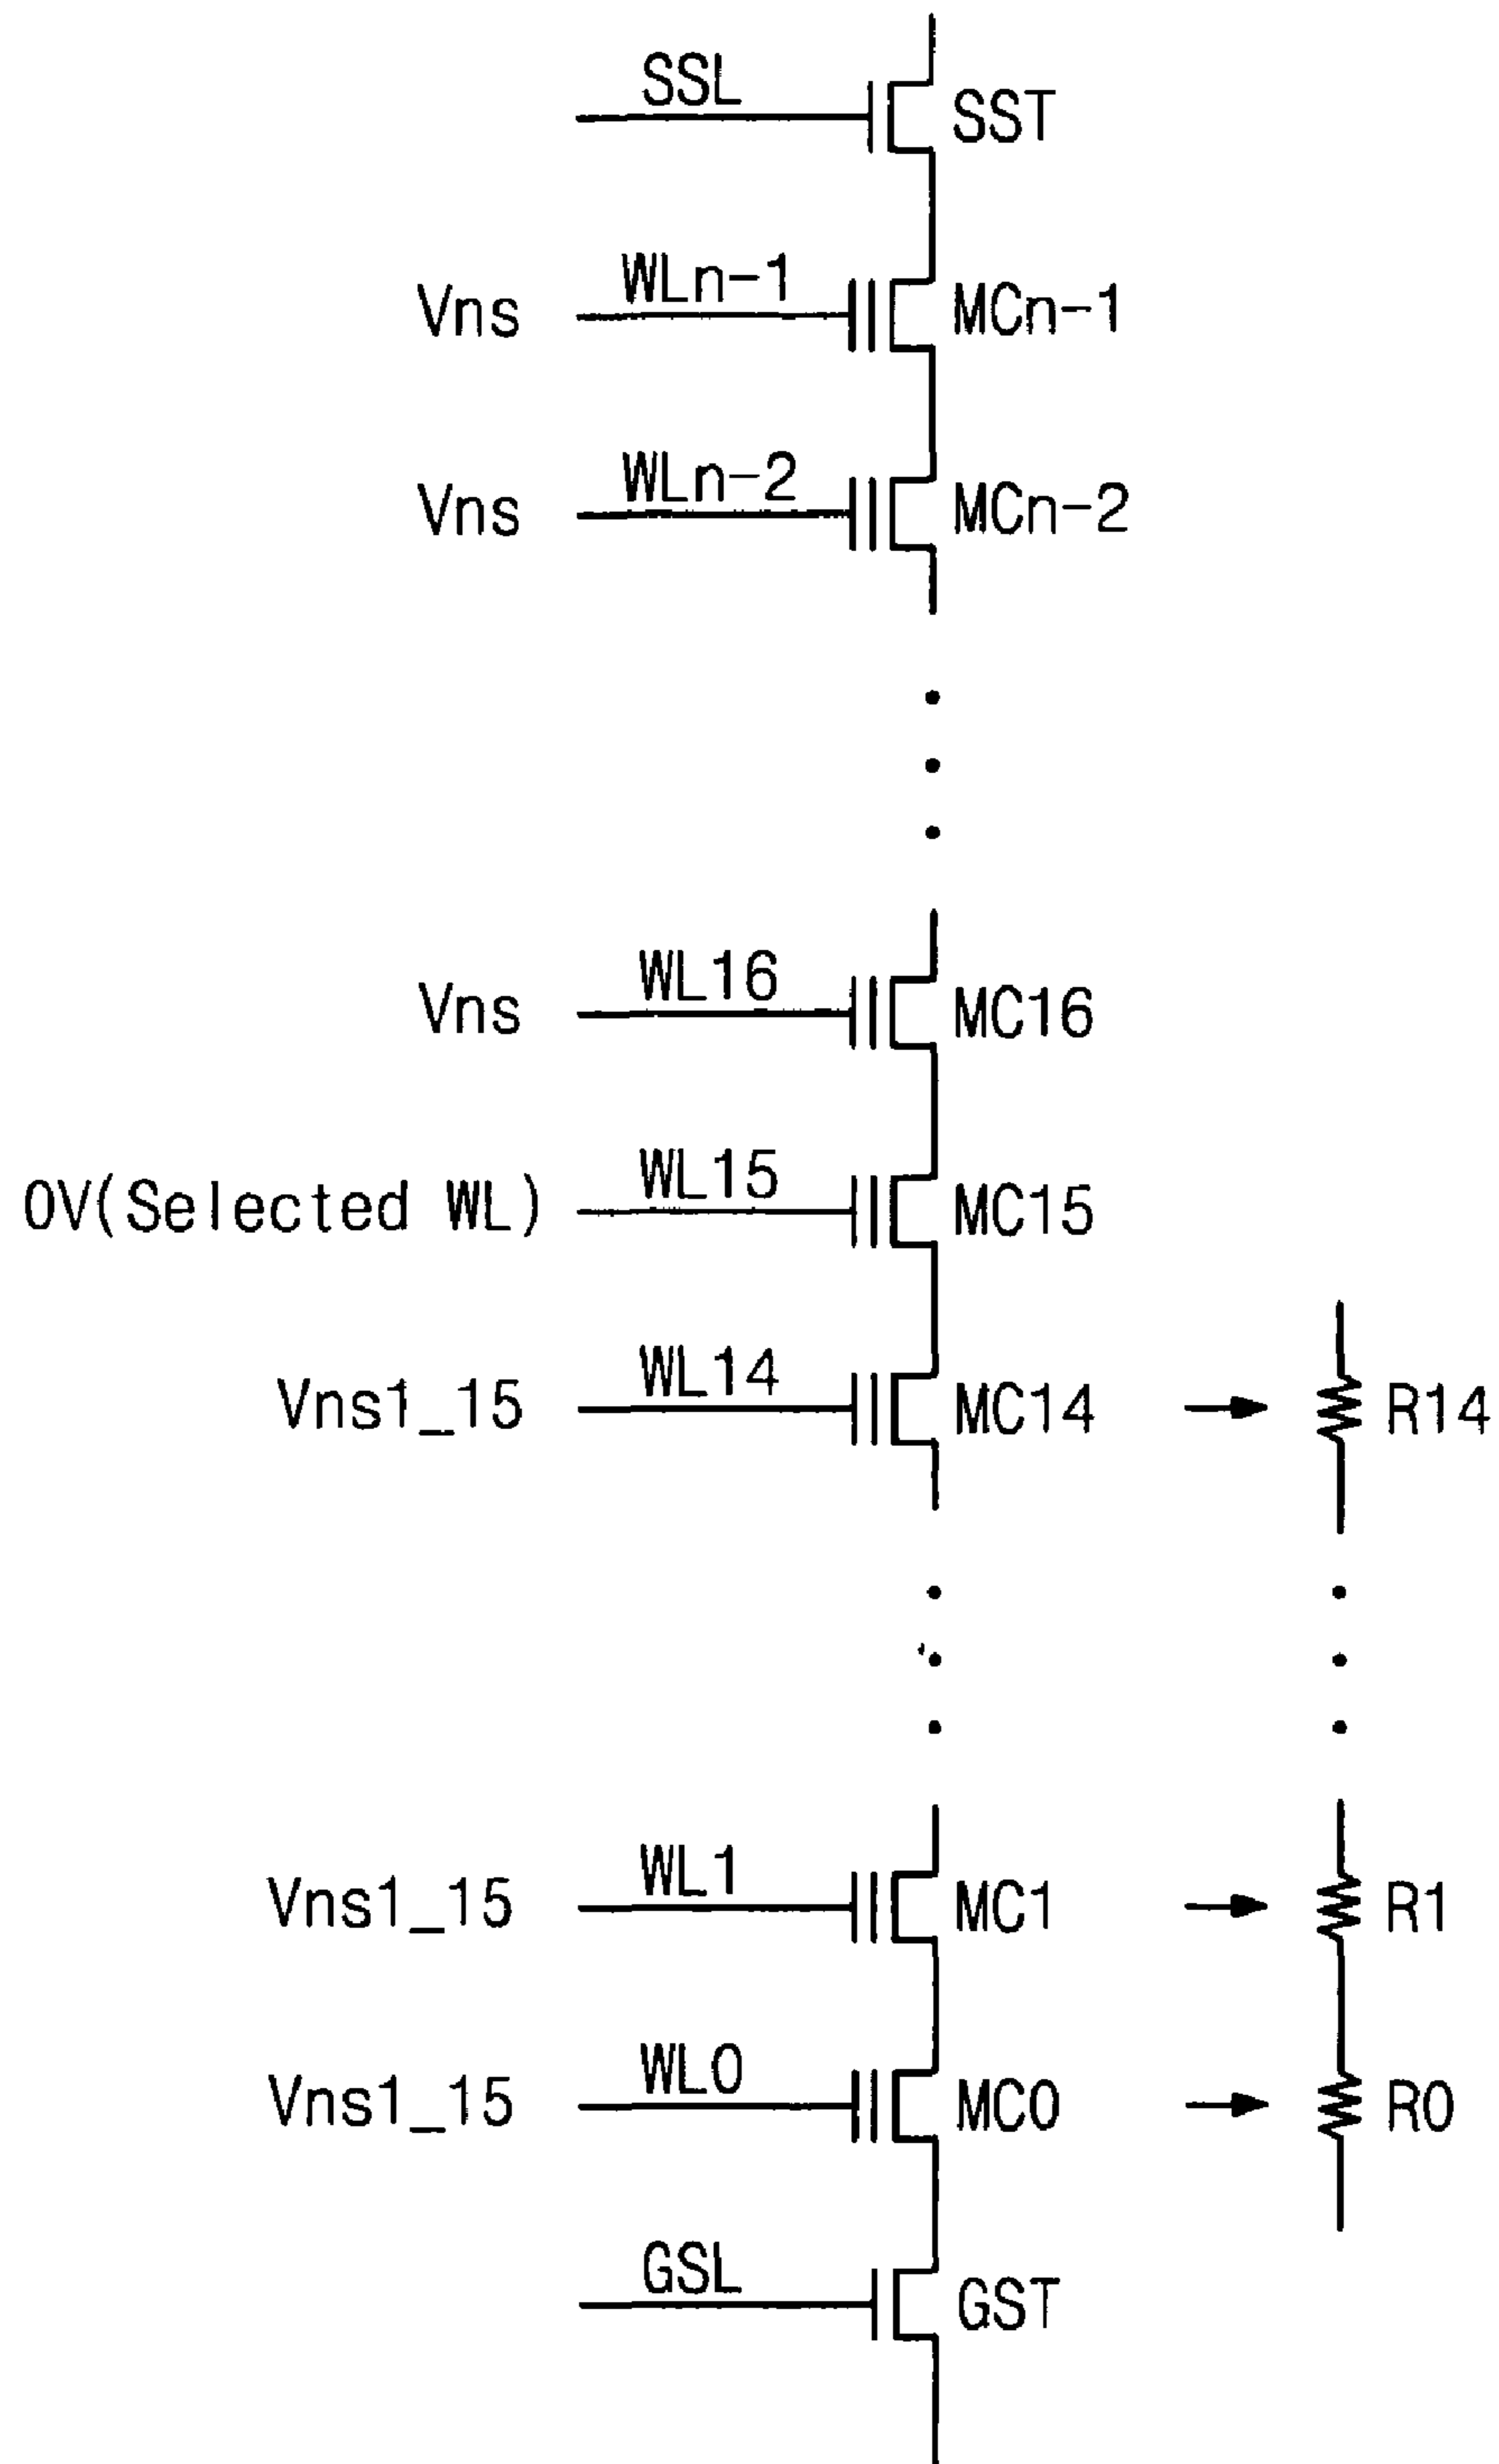 SSL
SST
Vns WLn-1 MCn-1
Vns WLn-2 MCn-2
Vns WL16 MC16
0V(Selected WL) WL15 MC15
Vns1_15 WL14 MC14 R14
Vns1_15 WL1 MC1 R1
Vns1_15 WL0 MC0 R0
GSL
GST